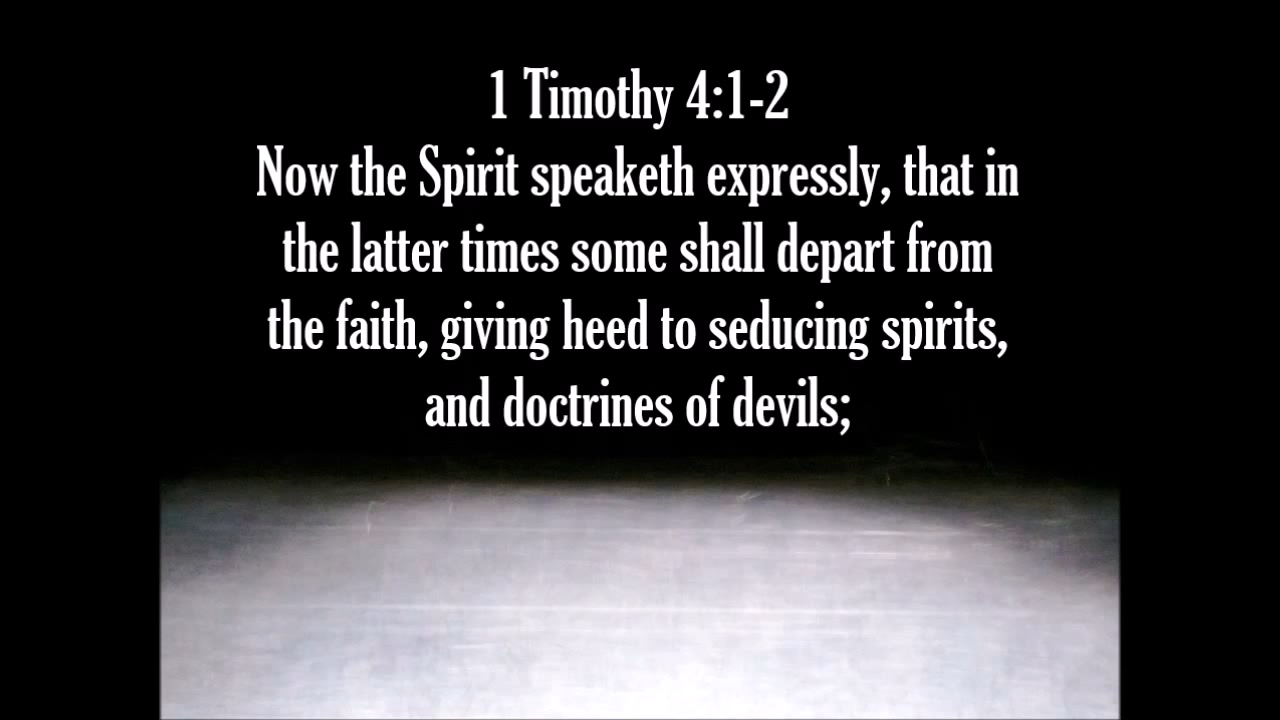 1 Timothy 4:1-2
Now the Spirit speaketh expressly, that in
the latter times some shall depart from
the faith, giving heed to seducing spirits,
and doctrines of devils;